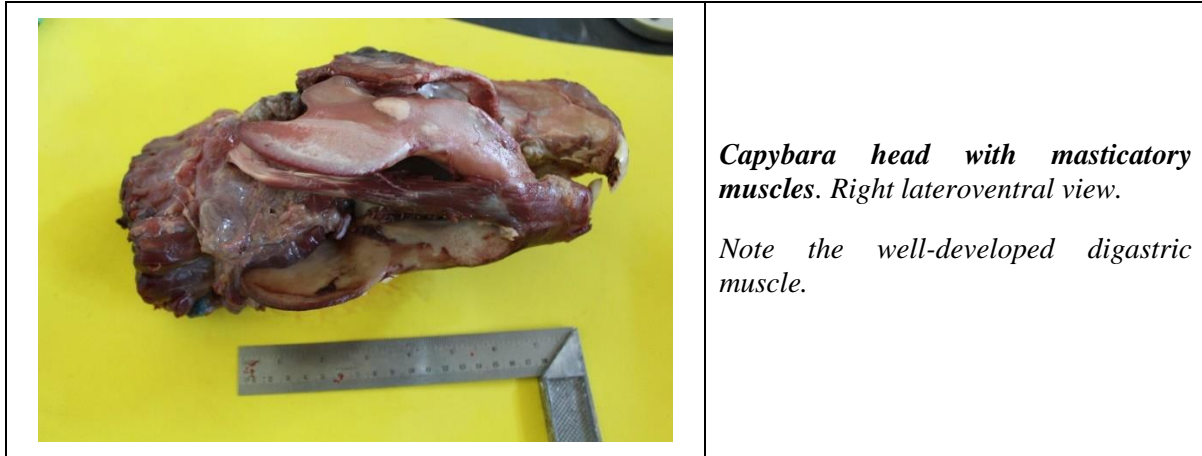 Capybara head with masticatory
muscles. Right lateroventral view.
Note the well-developed digastric
muscle.